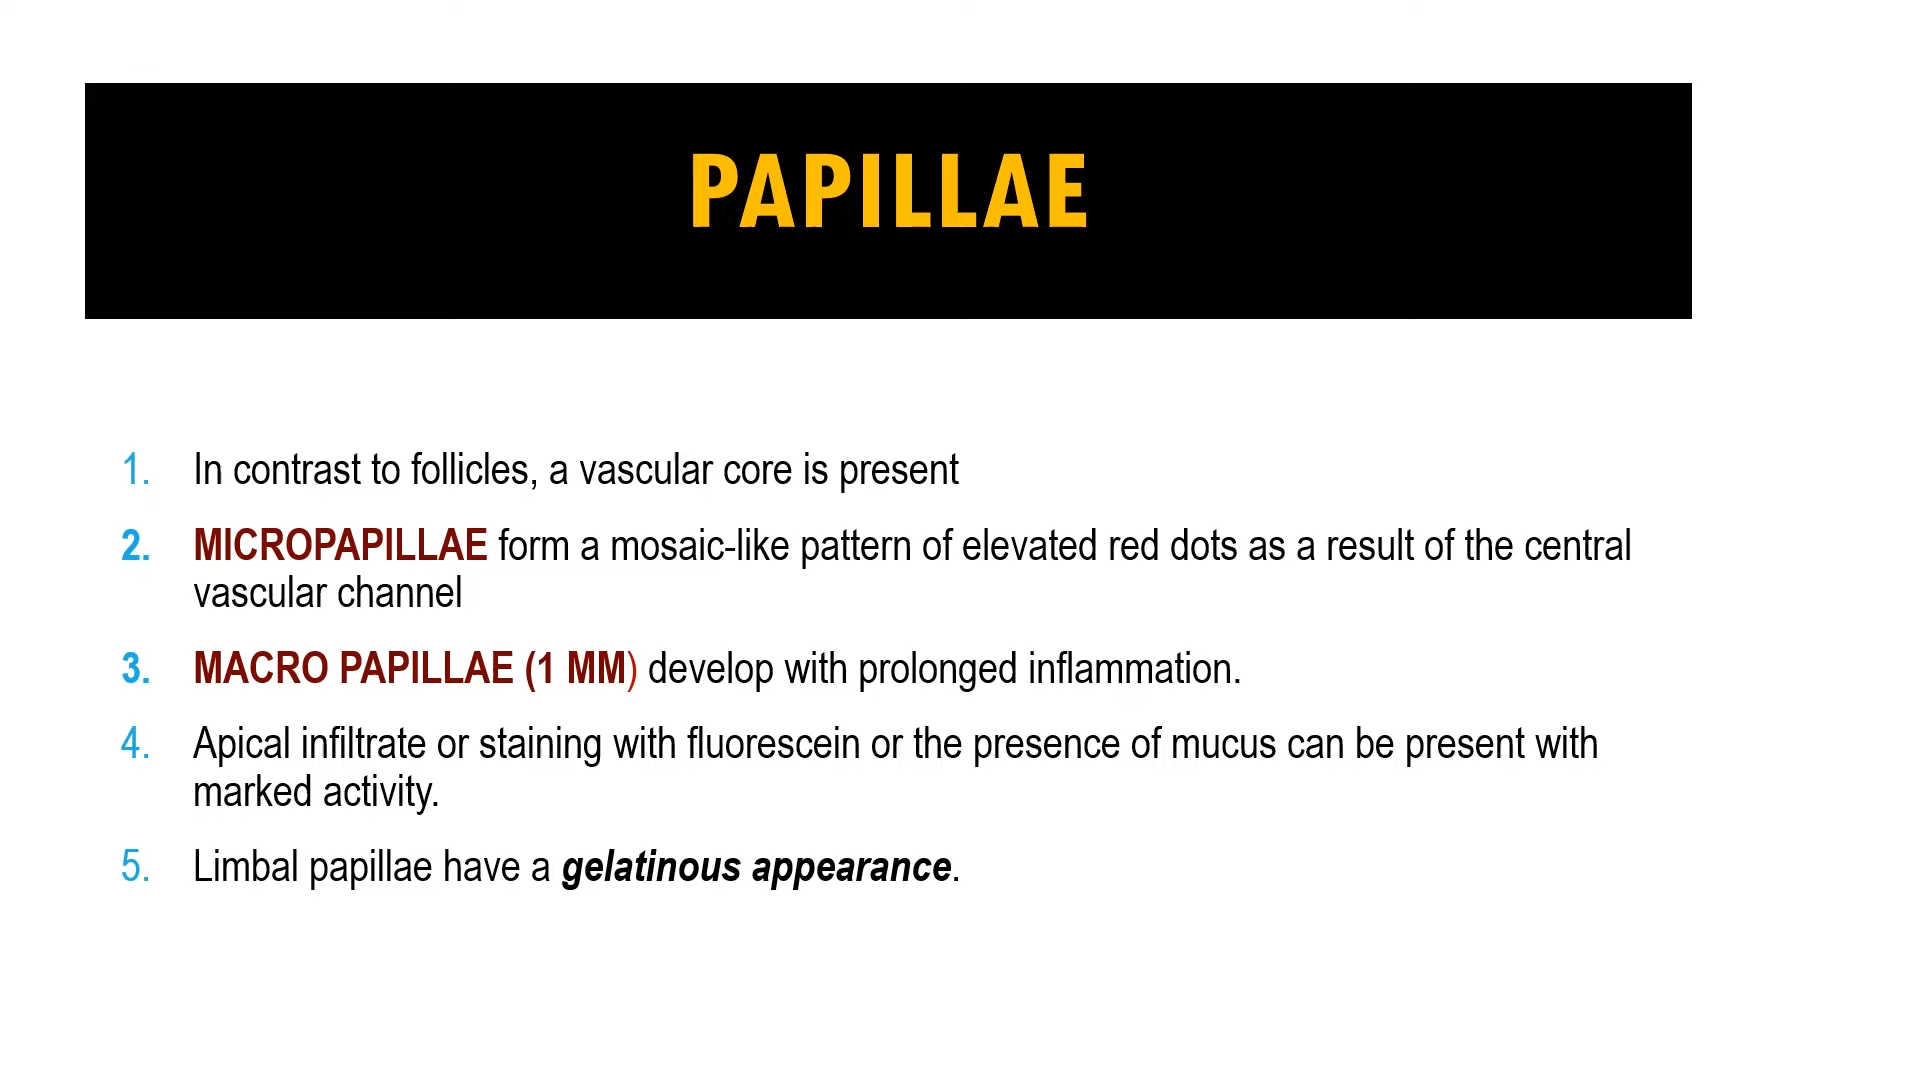 PAPILLAE
1. In contrast to follicles, a vascular core is present
2. MICROPAPILLAE form a mosaic-like pattern of elevated red dots as a result of the central
vascular channel
3. MACRO PAPILLAE (1 MM) develop with prolonged inflammation.
4. Apical infiltrate or staining with fluorescein or the presence of mucus can be present with
marked activity.
5. Limbal papillae have a gelatinous appearance.